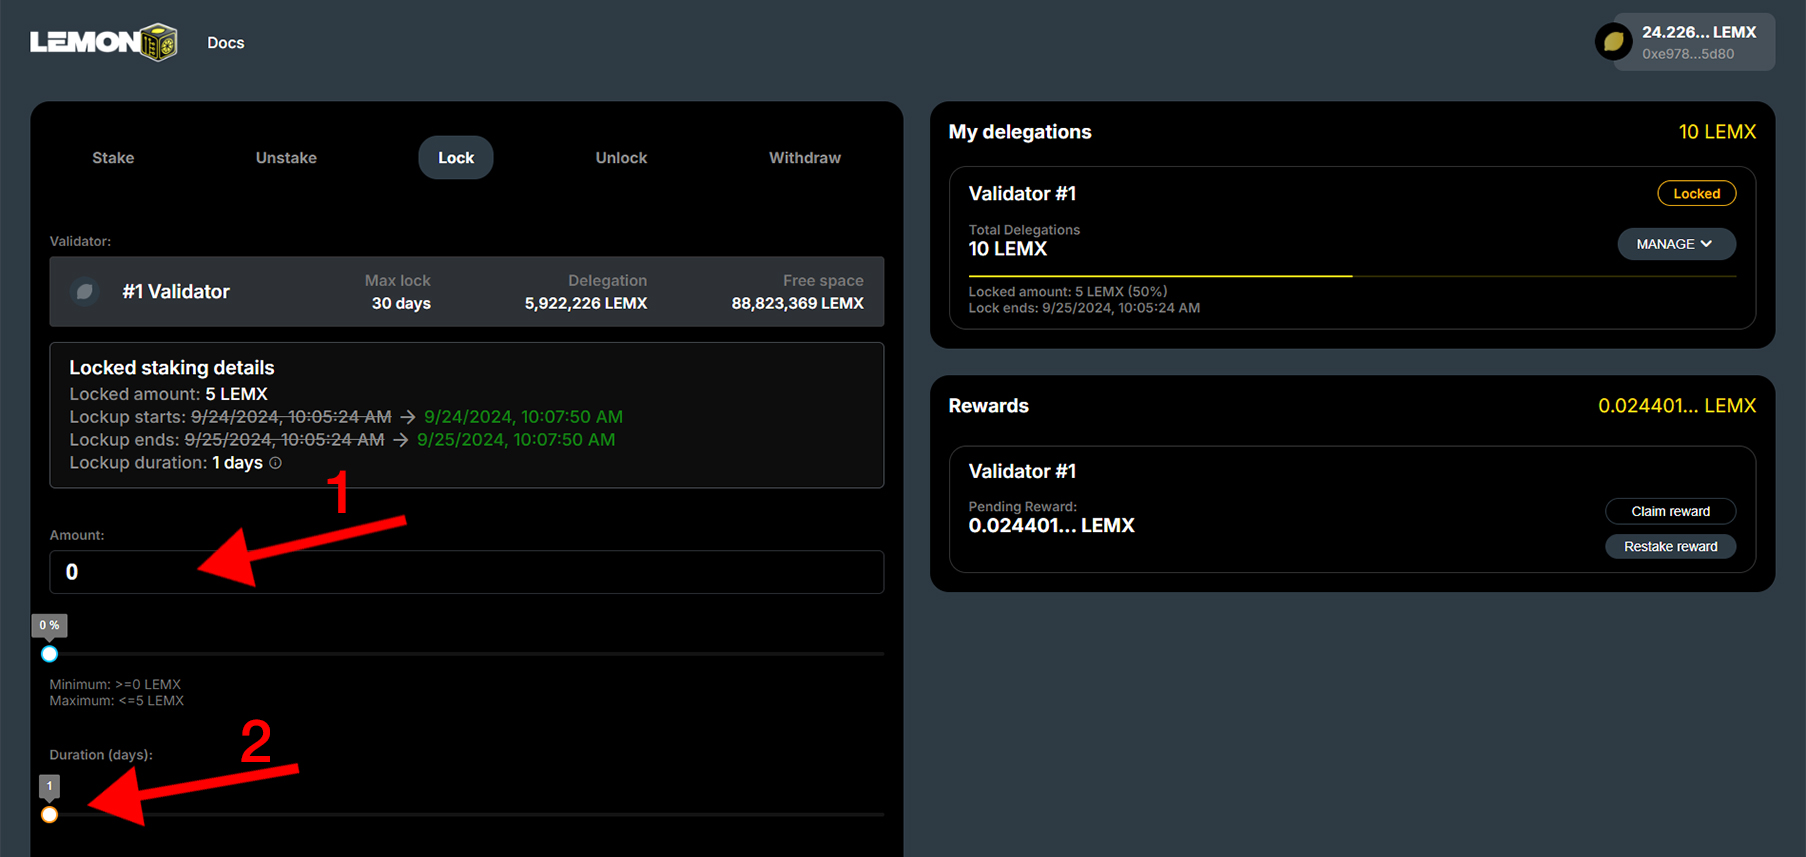 LEMON
Docs
24.226... LEMX
0xe978...5d80
Stake
Unstake
Lock
Unlock
Withdraw
Validator:
#1 Validator
Max lock
30 days
Delegation
5,922,226 LEMX
Free space
88,823,369 LEMX
Locked staking details
Locked amount: 5 LEMX
Lockup starts: 9/24/2024, 10:05:24 AM → 9/24/2024, 10:07:50 AM
Lockup ends: 9/25/2024, 10:05:24 AM → 9/25/2024, 10:07:50 AM
Lockup duration: 1 days
1
Amount:
0
0 %
Minimum: >=0 LEMX
Maximum: <=5 LEMX
2
Duration (days):
1
My delegations
10 LEMX
Validator #1
Locked
Total Delegations
10 LEMX
MANAGE
Locked amount: 5 LEMX (50%)
Lock ends: 9/25/2024, 10:05:24 AM
Rewards
0.024401... LEMX
Validator #1
Pending Reward:
0.024401... LEMX
Claim reward
Restake reward